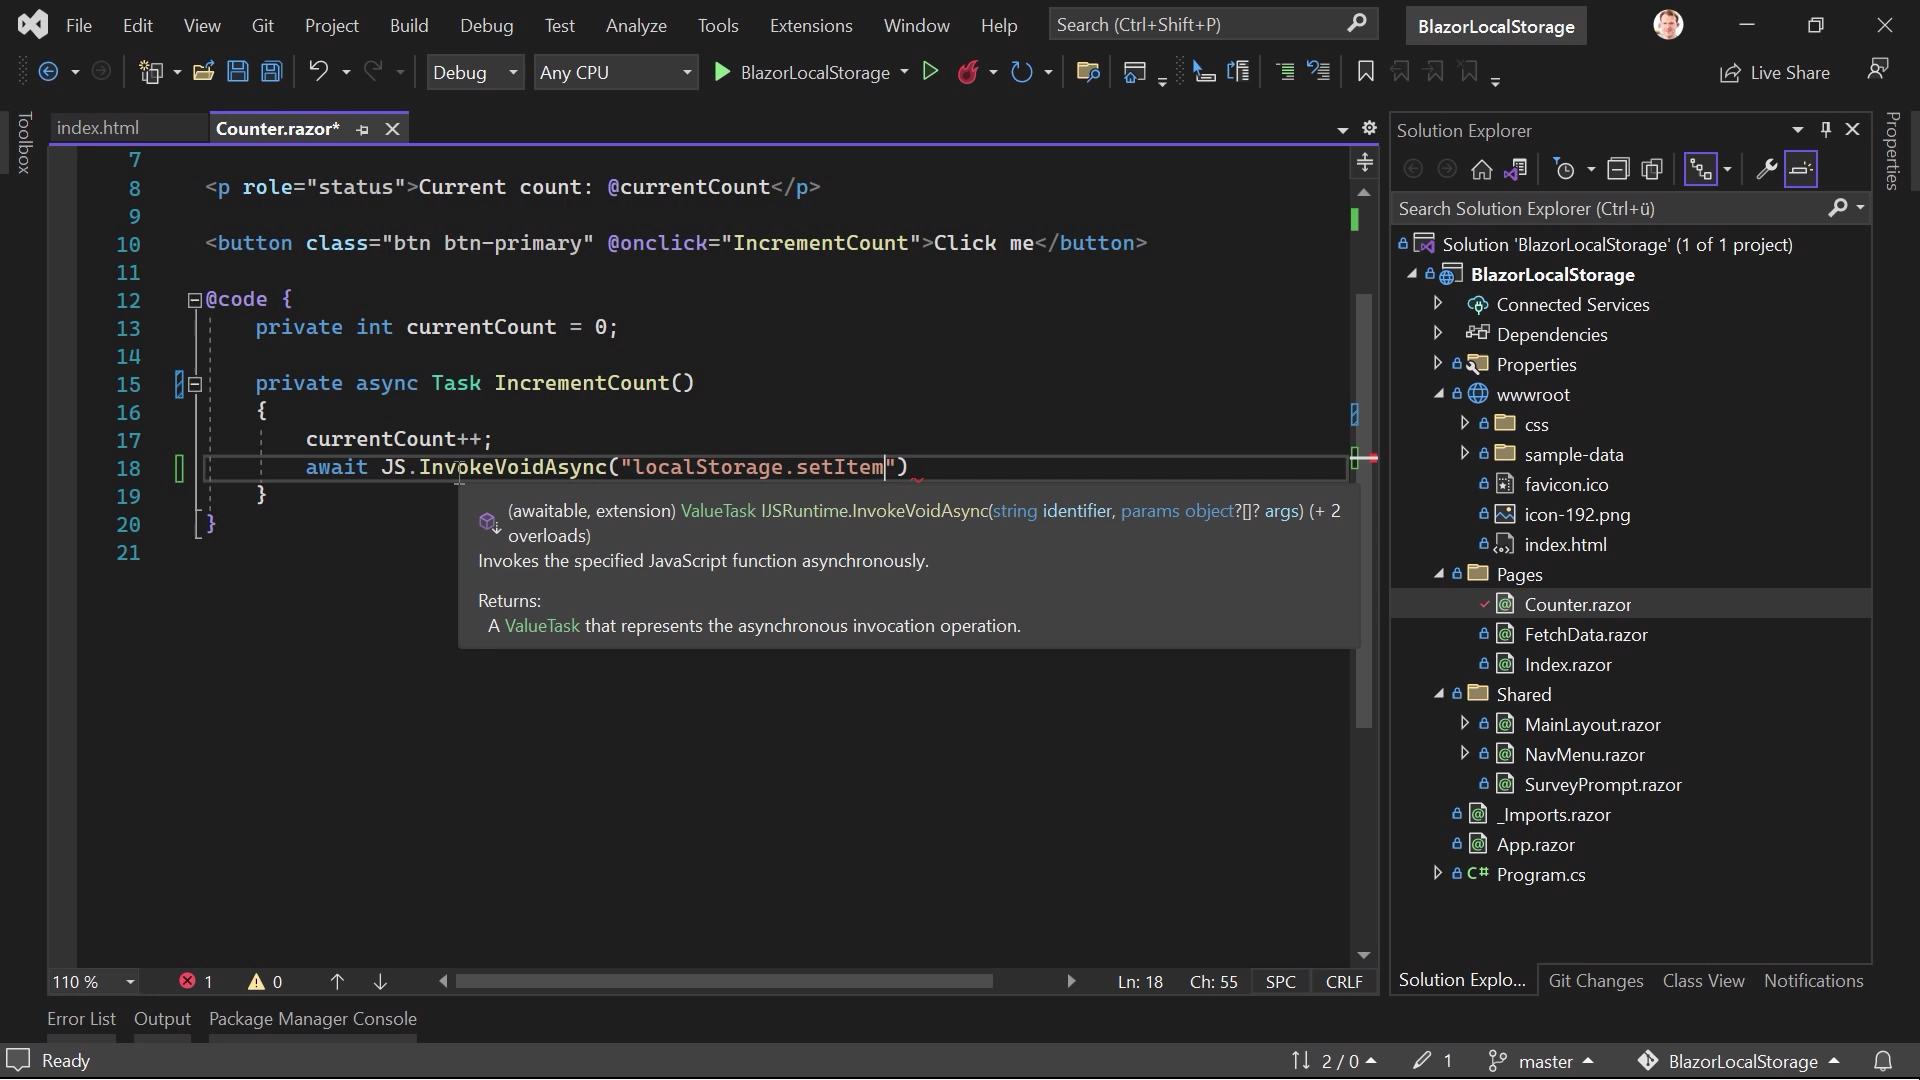 File Edit View Git Project Build Debug Test Analyze Tools Extensions Window Help Search (Ctrl+Shift+P) BlazorLocalStorage
Debug Any CPU BlazorLocalStorage Live Share
Toolbox
index.html Counter.razor*
7
8 <p role="status">Current count: @currentCount</p>
9
10 <button class="btn btn-primary" @onclick="IncrementCount">Click me</button>
11
12 @code {
13 private int currentCount = 0;
14
15 private async Task IncrementCount()
16 {
17 currentCount++;
18 await JS.InvokeVoidAsync("localStorage.setItem")
19 }
20 }
21
(awaitable, extension) ValueTask IJSRuntime.InvokeVoidAsync(string identifier, params object?[]? args) (+ 2
overloads)
Invokes the specified JavaScript function asynchronously.
Returns:
A ValueTask that represents the asynchronous invocation operation.
110 % 1 0 Ln: 18 Ch: 55 SPC CRLF
Solution Explorer
Search Solution Explorer (Ctrl+ü)
Solution 'BlazorLocalStorage' (1 of 1 project)
BlazorLocalStorage
Connected Services
Dependencies
Properties
wwwroot
css
sample-data
favicon.ico
icon-192.png
index.html
Pages
Counter.razor
FetchData.razor
Index.razor
Shared
MainLayout.razor
NavMenu.razor
SurveyPrompt.razor
_Imports.razor
App.razor
C# Program.cs
Solution Explo... Git Changes Class View Notifications
Properties
Error List Output Package Manager Console
Ready 2 / 0 1 master BlazorLocalStorage